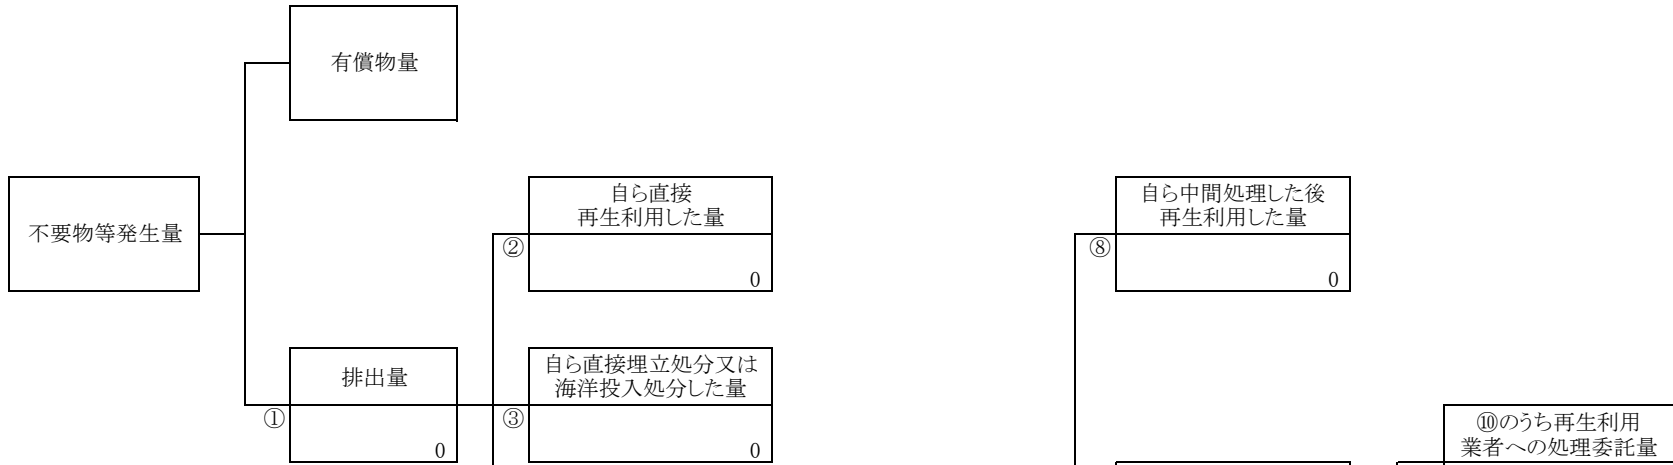 有償物量
不要物等発生量
自ら直接
再生利用した量
②
0
自ら中間処理した後
再生利用した量
⑧
0
排出量
①
0
自ら直接埋立処分又は
海洋投入処分した量
③
0
⑩のうち再生利用
業者への処理委託量